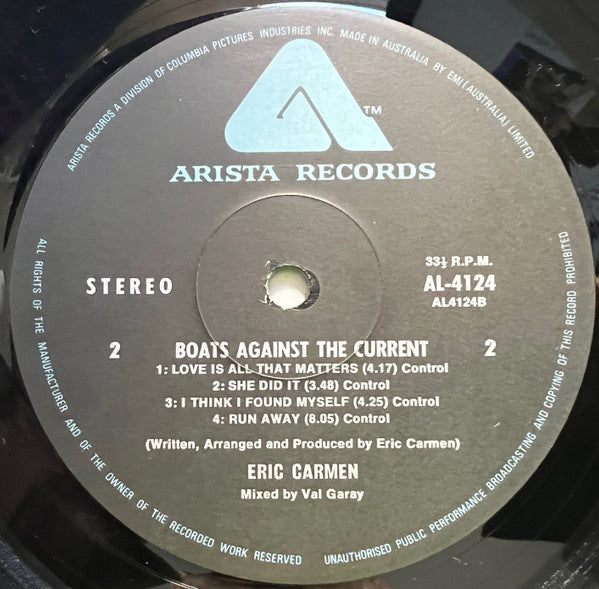 ARISTA RECORDS A DIVISION OF COLUMBIA PICTURES INDUSTRIES INC. MADE IN AUSTRALIA BY EMI (AUSTRALIA) LIMITED
TM
ARISTA RECORDS
STEREO
33⅓ R.P.M.
AL-4124
AL4124B
2 BOATS AGAINST THE CURRENT 2
1: LOVE IS ALL THAT MATTERS (4.17) Control
2: SHE DID IT (3.48) Control
3: I THINK I FOUND MYSELF (4.25) Control
4: RUN AWAY (8.05) Control
(Written, Arranged and Produced by Eric Carmen)
ERIC CARMEN
Mixed by Val Garay
ALL RIGHTS OF THE MANUFACTURER AND OF THE OWNER OF THE RECORDED WORK RESERVED
UNAUTHORISED PUBLIC PERFORMANCE BROADCASTING AND COPYING OF THIS RECORD PROHIBITED